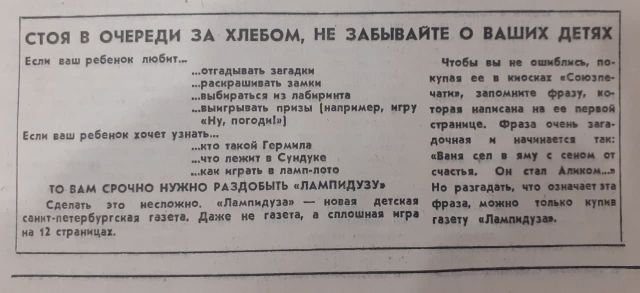 СТОЯ В ОЧЕРЕДИ ЗА ХЛЕБОМ, НЕ ЗАБЫВАЙТЕ О ВАШИХ ДЕТЯХ
Если ваш ребенок любит...
...отгадывать загадки
...раскрашивать замки
...выбираться из лабиринта
...выигрывать призы (например, игру
«Ну, погоди!»)
Если ваш ребенок хочет узнать...
...кто такой Гермила
...что лежит в Сундуке
...как играть в ламп-лото
ТО ВАМ СРОЧНО НУЖНО РАЗДОБЫТЬ «ЛАМПИДУЗУ»
Сделать это несложно. «Лампидуза» — новая детская
санкт-петербургская газета. Даже не газета, а сплошная игра
на 12 страницах.
Чтобы вы не ошиблись, по-
купая ее в киосках «Союзпе-
чати», запомните фразу, ко-
торая написана на ее первой
странице. Фраза очень зага-
дочная и начинается так:
«Ваня сел в яму с сеном от
счастья. Он стал Аликом...»
Но разгадать, что означает эта
фраза, можно только купив
газету «Лампидуза».